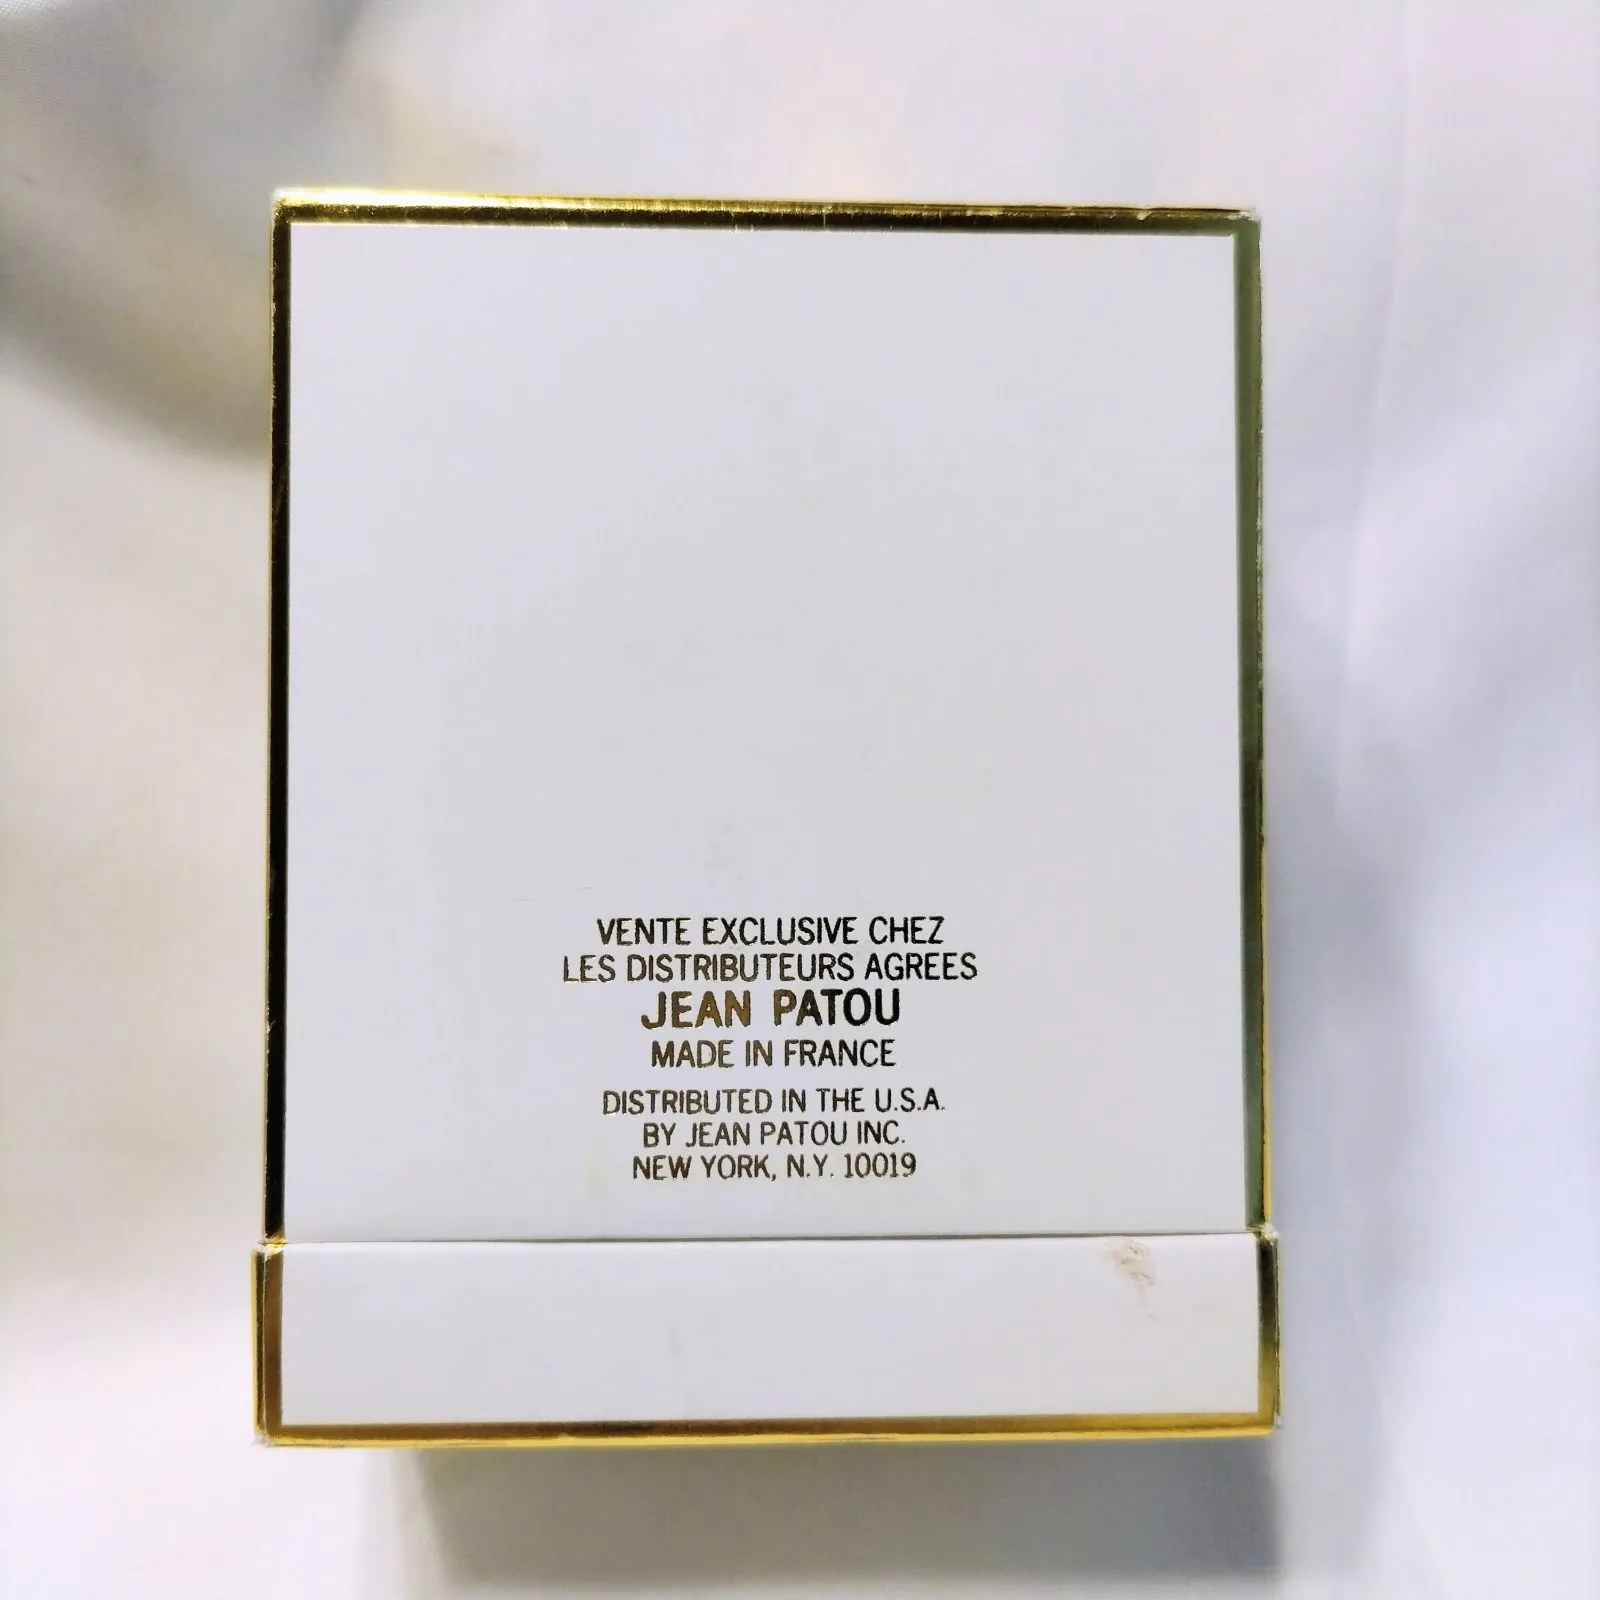 VENTE EXCLUSIVE CHEZ
LES DISTRIBUTEURS AGREES
JEAN PATOU
MADE IN FRANCE
DISTRIBUTED IN THE U.S.A.
BY JEAN PATOU INC.
NEW YORK, N.Y. 10019